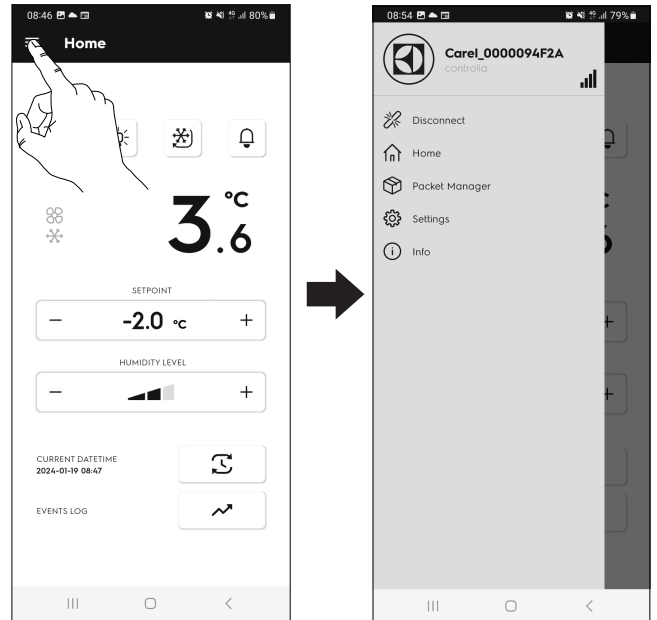 08:46 80%
Home
3.6 °C
SETPOINT
− -2.0 °C +
HUMIDITY LEVEL
− +
CURRENT DATETIME
2024-01-19 08:47
EVENTS LOG
08:54 79%
Carel_0000094F2A
controlla
Disconnect
Home
Packet Manager
Settings
Info